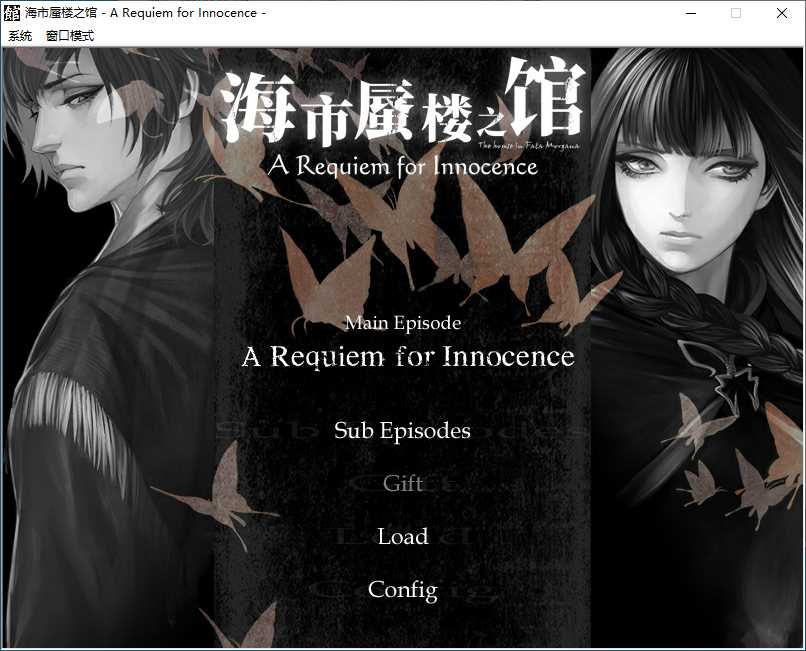 館 海市蜃楼之馆 - A Requiem for Innocence -
系统 窗口模式
海市蜃楼之馆
The house in Fata Morgana
A Requiem for Innocence
Main Episode
A Requiem for Innocence
Sub Episodes
Gift
Load
Config